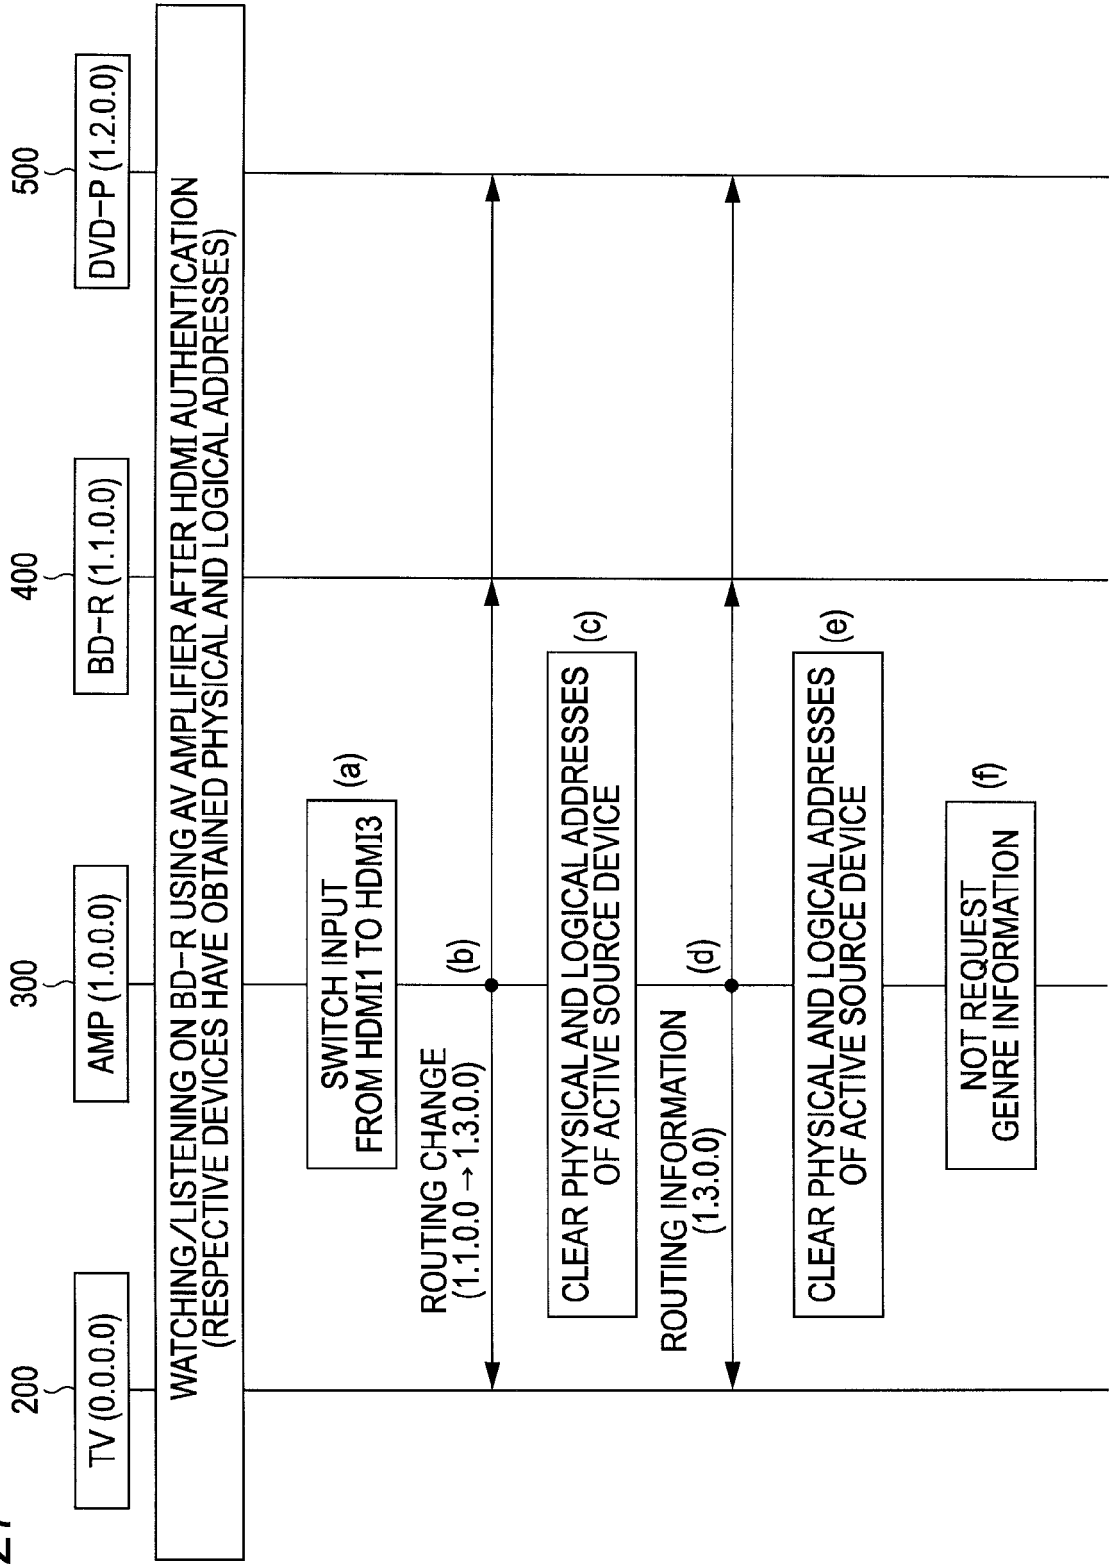 27
200
300
400
500
TV (0.0.0.0)
AMP (1.0.0.0)
BD-R (1.1.0.0)
DVD-P (1.2.0.0)
WATCHING/LISTENING ON BD-R USING AV AMPLIFIER AFTER HDMI AUTHENTICATION
(RESPECTIVE DEVICES HAVE OBTAINED PHYSICAL AND LOGICAL ADDRESSES)
SWITCH INPUT
FROM HDMI1 TO HDMI3
(a)
ROUTING CHANGE
(1.1.0.0 → 1.3.0.0)
(b)
CLEAR PHYSICAL AND LOGICAL ADDRESSES
OF ACTIVE SOURCE DEVICE
(c)
ROUTING INFORMATION
(1.3.0.0)
(d)
CLEAR PHYSICAL AND LOGICAL ADDRESSES
OF ACTIVE SOURCE DEVICE
(e)
NOT REQUEST
GENRE INFORMATION
(f)